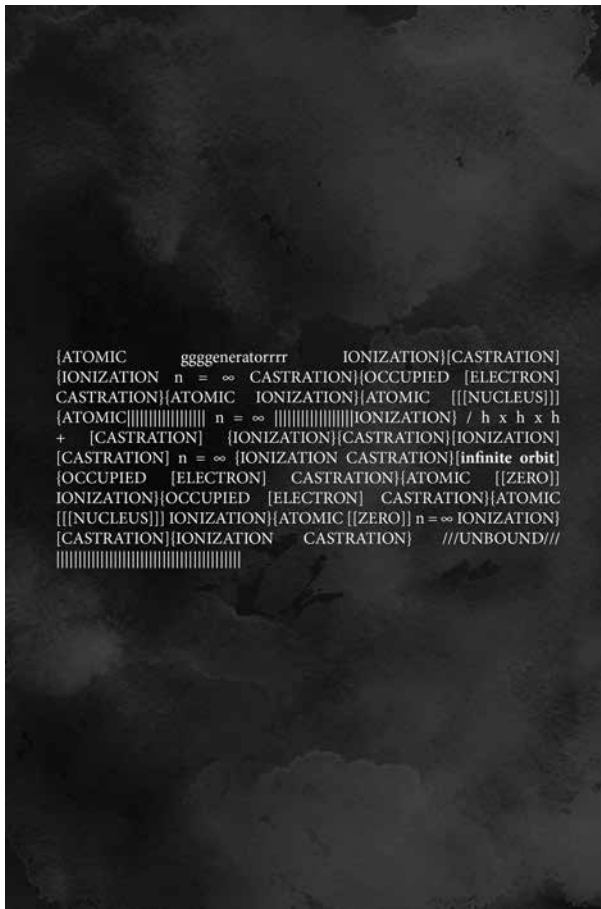 {ATOMIC ggggeneratorrrr IONIZATION}[CASTRATION]
{IONIZATION n = ∞ CASTRATION}{OCCUPIED [ELECTRON]
CASTRATION}{ATOMIC IONIZATION}{ATOMIC [[[NUCLEUS]]]
{ATOMIC|||||||||||||||||| n = ∞ ||||||||||||||||||IONIZATION} / h x h x h
+ [CASTRATION] {IONIZATION}{CASTRATION}[IONIZATION]
[CASTRATION] n = ∞ {IONIZATION CASTRATION}[infinite orbit]
{OCCUPIED [ELECTRON] CASTRATION}{ATOMIC [[ZERO]]
IONIZATION}{OCCUPIED [ELECTRON] CASTRATION}{ATOMIC
[[[NUCLEUS]]] IONIZATION}{ATOMIC [[ZERO]] n = ∞ IONIZATION}
[CASTRATION]{IONIZATION CASTRATION} ///UNBOUND///
||||||||||||||||||||||||||||||||||||||||||